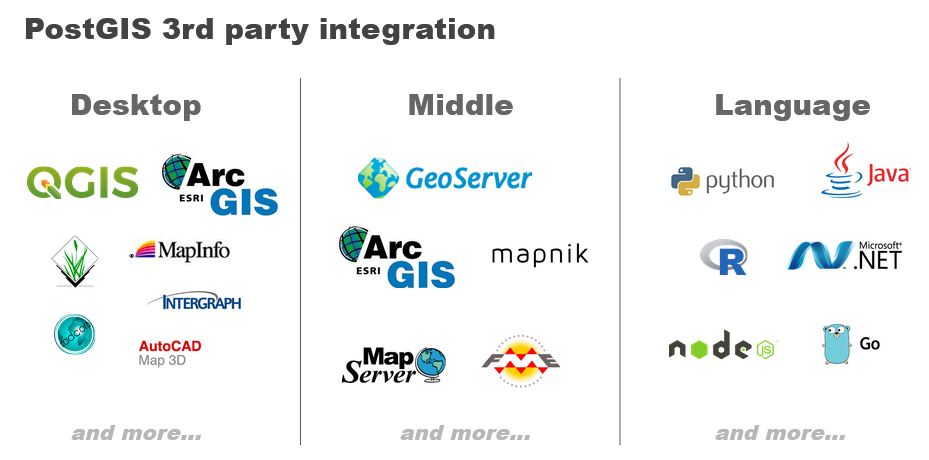 PostGIS 3rd party integration
Desktop
QGIS
Arc
ESRI GIS
MapInfo
INTERGRAPH
AutoCAD
Map 3D
and more...
Middle
GeoServer
Arc
ESRI GIS
mapnik
Map
Server
FME
and more...
Language
python
Java
R
Microsoft®
.NET
node
JS
Go
and more...